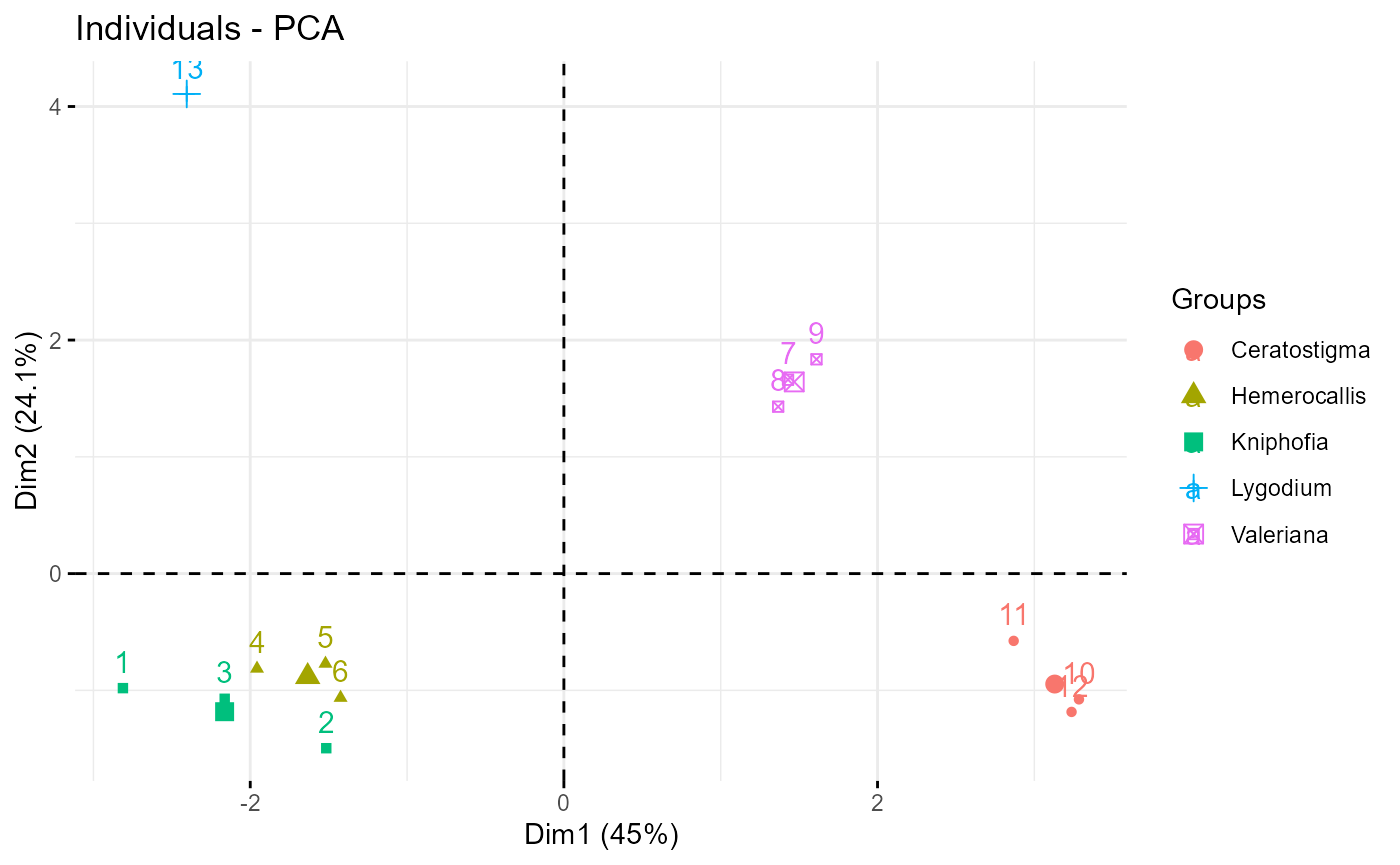 Individuals - PCA
13
4
9
7
8
2
Dim2 (24.1%)
0
11
5
4
6
10
1
3
12
2
-2
0
2
Dim1 (45%)
Groups
a Ceratostigma
a Hemerocallis
a Kniphofia
a Lygodium
a Valeriana